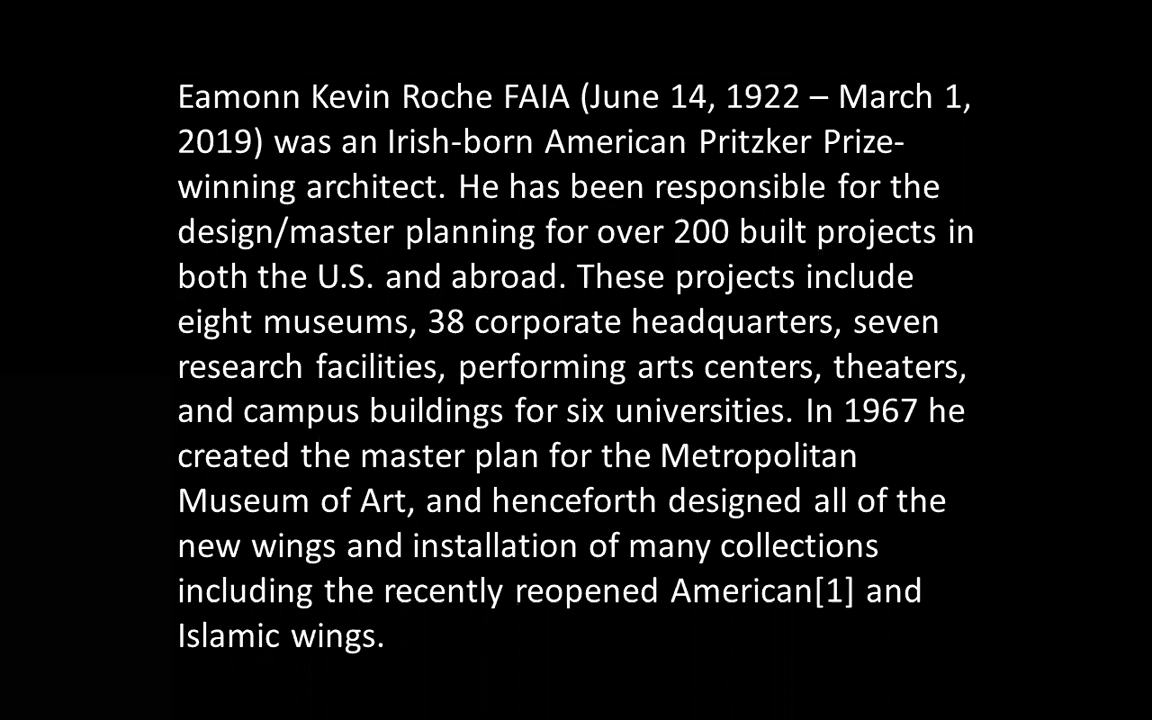 Eamonn Kevin Roche FAIA (June 14, 1922 – March 1,
2019) was an Irish-born American Pritzker Prize-
winning architect. He has been responsible for the
design/master planning for over 200 built projects in
both the U.S. and abroad. These projects include
eight museums, 38 corporate headquarters, seven
research facilities, performing arts centers, theaters,
and campus buildings for six universities. In 1967 he
created the master plan for the Metropolitan
Museum of Art, and henceforth designed all of the
new wings and installation of many collections
including the recently reopened American[1] and
Islamic wings.